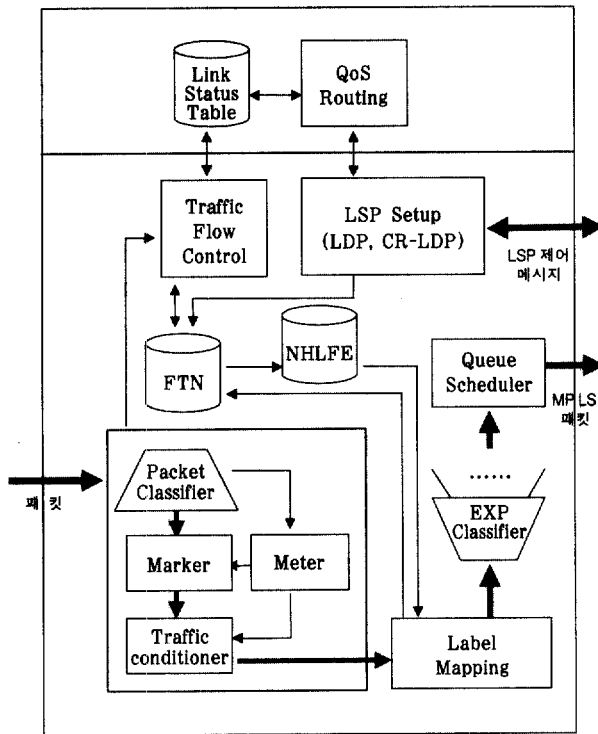 Link
Status
Table
QoS
Routing
Traffic
Flow
Control
LSP Setup
(LDP, CR-LDP)
LSP 제어
메시지
FTN
NHLFE
Queue
Scheduler
MPLS
패킷
Packet
Classifier
패킷
......
EXP
Classifier
Marker
Meter
Traffic
conditioner
Label
Mapping